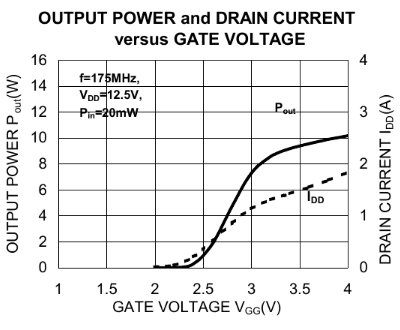 OUTPUT POWER and DRAIN CURRENT
versus GATE VOLTAGE
OUTPUT POWER Pout(W)
16
14
12
10
8
6
4
2
0
f=175MHz,
VDD=12.5V,
Pin=20mW
Pout
IDD
4
3
2
1
0
DRAIN CURRENT IDD(A)
1 1.5 2 2.5 3 3.5 4
GATE VOLTAGE VGG(V)